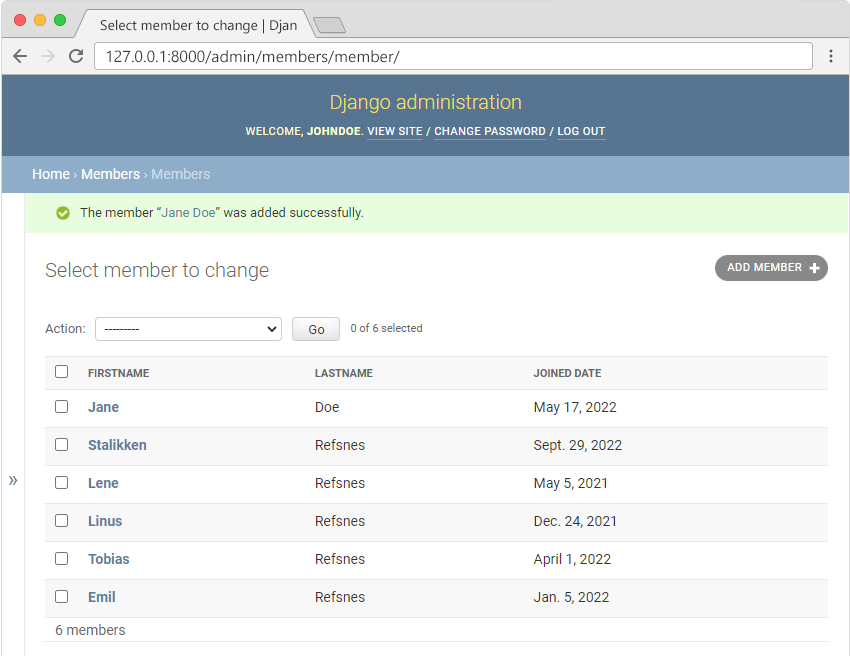 Select member to change | Djan
127.0.0.1:8000/admin/members/member/
Django administration
WELCOME, JOHNDOE. VIEW SITE / CHANGE PASSWORD / LOG OUT
Home › Members › Members
The member “Jane Doe” was added successfully.
Select member to change
ADD MEMBER +
Action: --------- Go 0 of 6 selected
FIRSTNAME LASTNAME JOINED DATE
Jane Doe May 17, 2022
Stalikken Refsnes Sept. 29, 2022
Lene Refsnes May 5, 2021
Linus Refsnes Dec. 24, 2021
Tobias Refsnes April 1, 2022
Emil Refsnes Jan. 5, 2022
»
6 members